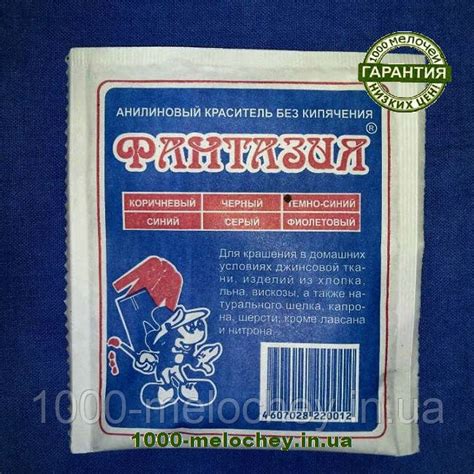 1000 мелочей
ГАРАНТИЯ
НИЗКИХ ЦЕН!
АНИЛИНОВЫЙ КРАСИТЕЛЬ БЕЗ КИПЯЧЕНИЯ
ФАНТАЗИЯ®
КОРИЧНЕВЫЙ ЧЕРНЫЙ ТЕМНО-СИНИЙ
СИНИЙ СЕРЫЙ ФИОЛЕТОВЫЙ
Для крашения в домашних
условиях джинсовой тка-
ани, изделий из хлопка,
льна, вискозы, а также на-
турального шелка, капро-
на, шерсти, кроме лавсана
и нитрона.
4607028 220012
1000-melochey.in.ua
1000-melochey.in.ua